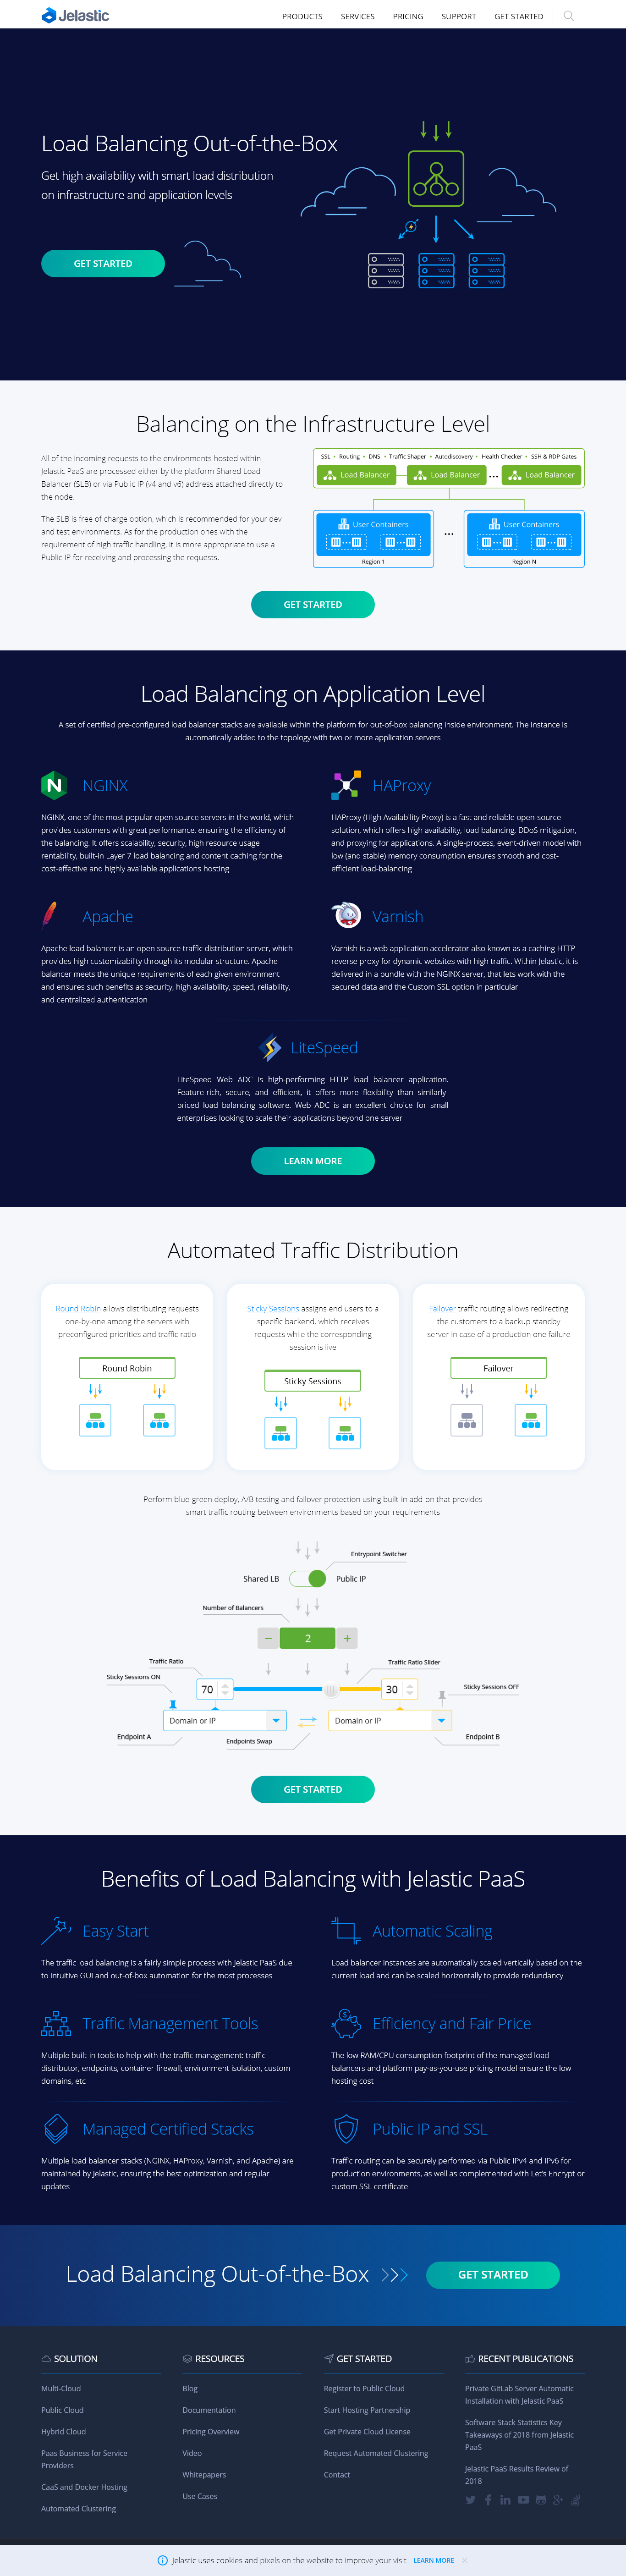 Jelastic
PRODUCTS SERVICES PRICING SUPPORT GET STARTED
Load Balancing Out-of-the-Box
Get high availability with smart load distribution
on infrastructure and application levels
GET STARTED
Balancing on the Infrastructure Level
All of the incoming requests to the environments hosted within
Jelastic PaaS are processed either by the platform Shared Load
Balancer (SLB) or via Public IP (v4 and v6) address attached directly to
the node.
The SLB is free of charge option, which is recommended for your dev
and test environments. As for the production ones with the
requirement of high traffic handling, it is more appropriate to use a
Public IP for receiving and processing the requests.
SSL • Routing • DNS • Traffic Shaper • Autodiscovery • Health Checker • SSH & RDP Gates
Load Balancer Load Balancer ... Load Balancer
User Containers ... User Containers
Region 1 Region N
GET STARTED
Load Balancing on Application Level
A set of certified pre-configured load balancer stacks are available within the platform for out-of-box balancing inside environment. The instance is
automatically added to the topology with two or more application servers
NGINX
NGINX, one of the most popular open source servers in the world, which
provides customers with great performance, ensuring the efficiency of
the balancing. It offers scalability, security, high resource usage
rentability, built-in Layer 7 load balancing and content caching for the
cost-effective and highly available applications hosting
HAProxy
HAProxy (High Availability Proxy) is a fast and reliable open-source
solution, which offers high availability, load balancing, DDoS mitigation,
and proxying for applications. A single-process, event-driven model with
low (and stable) memory consumption ensures smooth and cost-
efficient load-balancing
Apache
Apache load balancer is an open source traffic distribution server, which
provides high customizability through its modular structure. Apache
balancer meets the unique requirements of each given environment
and ensures such benefits as security, high availability, speed, reliability,
and centralized authentication
Varnish
Varnish is a web application accelerator also known as a caching HTTP
reverse proxy for dynamic websites with high traffic. Within Jelastic, it is
delivered in a bundle with the NGINX server, that lets work with the
secured data and the Custom SSL option in particular
LiteSpeed
LiteSpeed Web ADC is high-performing HTTP load balancer application.
Feature-rich, secure, and efficient, it offers more flexibility than similarly-
priced load balancing software. Web ADC is an excellent choice for small
enterprises looking to scale their applications beyond one server
LEARN MORE
Automated Traffic Distribution
Round Robin allows distributing requests
one-by-one among the servers with
preconfigured priorities and traffic ratio
Round Robin
Sticky Sessions assigns end users to a
specific backend, which receives
requests while the corresponding
session is live
Sticky Sessions
Failover traffic routing allows redirecting
the customers to a backup standby
server in case of a production one failure
Failover
Perform blue-green deploy, A/B testing and failover protection using built-in add-on that provides
smart traffic routing between environments based on your requirements
Entrypoint Switcher
Shared LB Public IP
Number of Balancers
− 2 +
Traffic Ratio Traffic Ratio Slider
Sticky Sessions ON
70 30
Sticky Sessions OFF
Domain or IP Domain or IP
Endpoint A Endpoints Swap Endpoint B
GET STARTED
Benefits of Load Balancing with Jelastic PaaS
Easy Start
The traffic load balancing is a fairly simple process with Jelastic PaaS due
to intuitive GUI and out-of-box automation for the most processes
Automatic Scaling
Load balancer instances are automatically scaled vertically based on the
current load and can be scaled horizontally to provide redundancy
Traffic Management Tools
Multiple built-in tools to help with the traffic management: traffic
distributor, endpoints, container firewall, environment isolation, custom
domains, etc
Efficiency and Fair Price
The low RAM/CPU consumption footprint of the managed load
balancers and platform pay-as-you-use pricing model ensure the low
hosting cost
Managed Certified Stacks
Multiple load balancer stacks (NGINX, HAProxy, Varnish, and Apache) are
maintained by Jelastic, ensuring the best optimization and regular
updates
Public IP and SSL
Traffic routing can be securely performed via Public IPv4 and IPv6 for
production environments, as well as complemented with Let's Encrypt or
custom SSL certificate
Load Balancing Out-of-the-Box
GET STARTED
SOLUTION
Multi-Cloud
Public Cloud
Hybrid Cloud
Paas Business for Service
Providers
CaaS and Docker Hosting
Automated Clustering
RESOURCES
Blog
Documentation
Pricing Overview
Video
Whitepapers
Use Cases
GET STARTED
Register to Public Cloud
Start Hosting Partnership
Get Private Cloud License
Request Automated Clustering
Contact
RECENT PUBLICATIONS
Private GitLab Server Automatic
Installation with Jelastic PaaS
Software Stack Statistics Key
Takeaways of 2018 from Jelastic
PaaS
Jelastic PaaS Results Review of
2018
Jelastic uses cookies and pixels on the website to improve your visit LEARN MORE